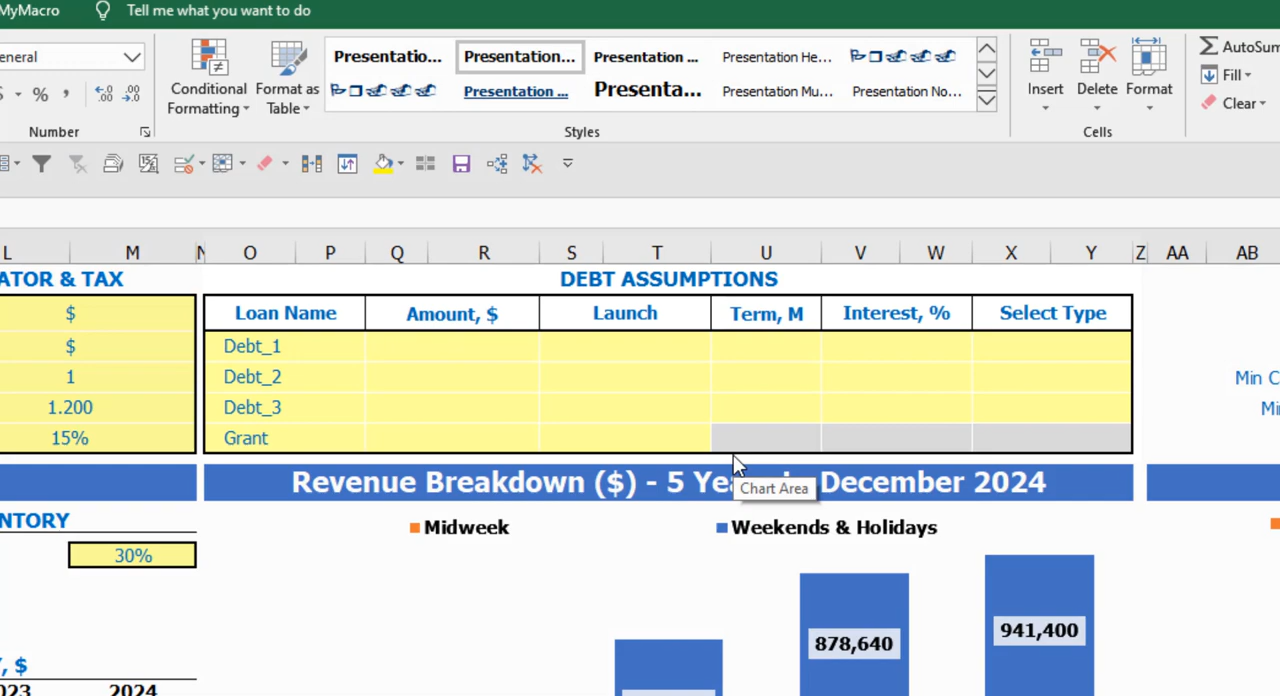 MyMacro Tell me what you want to do
eneral
Presentatio... Presentation... Presentation ... Presentation He...
Presentation ... Presenta... Presentation Mu... Presentation No...
Conditional
Formatting
Format as
Table
Insert Delete Format
AutoSum
Fill
Clear
Number Styles Cells
L M N O P Q R S T U V W X Y Z AA AB
ATOR & TAX DEBT ASSUMPTIONS
$ Loan Name Amount, $ Launch Term, M Interest, % Select Type
$ Debt_1
1 Debt_2 Min C
1.200 Debt_3 Mi
15% Grant
Revenue Breakdown ($) - 5 Ye December 2024
Chart Area
NTORY
Midweek Weekends & Holidays
30%
878,640 941,400
Y, $
023 2024